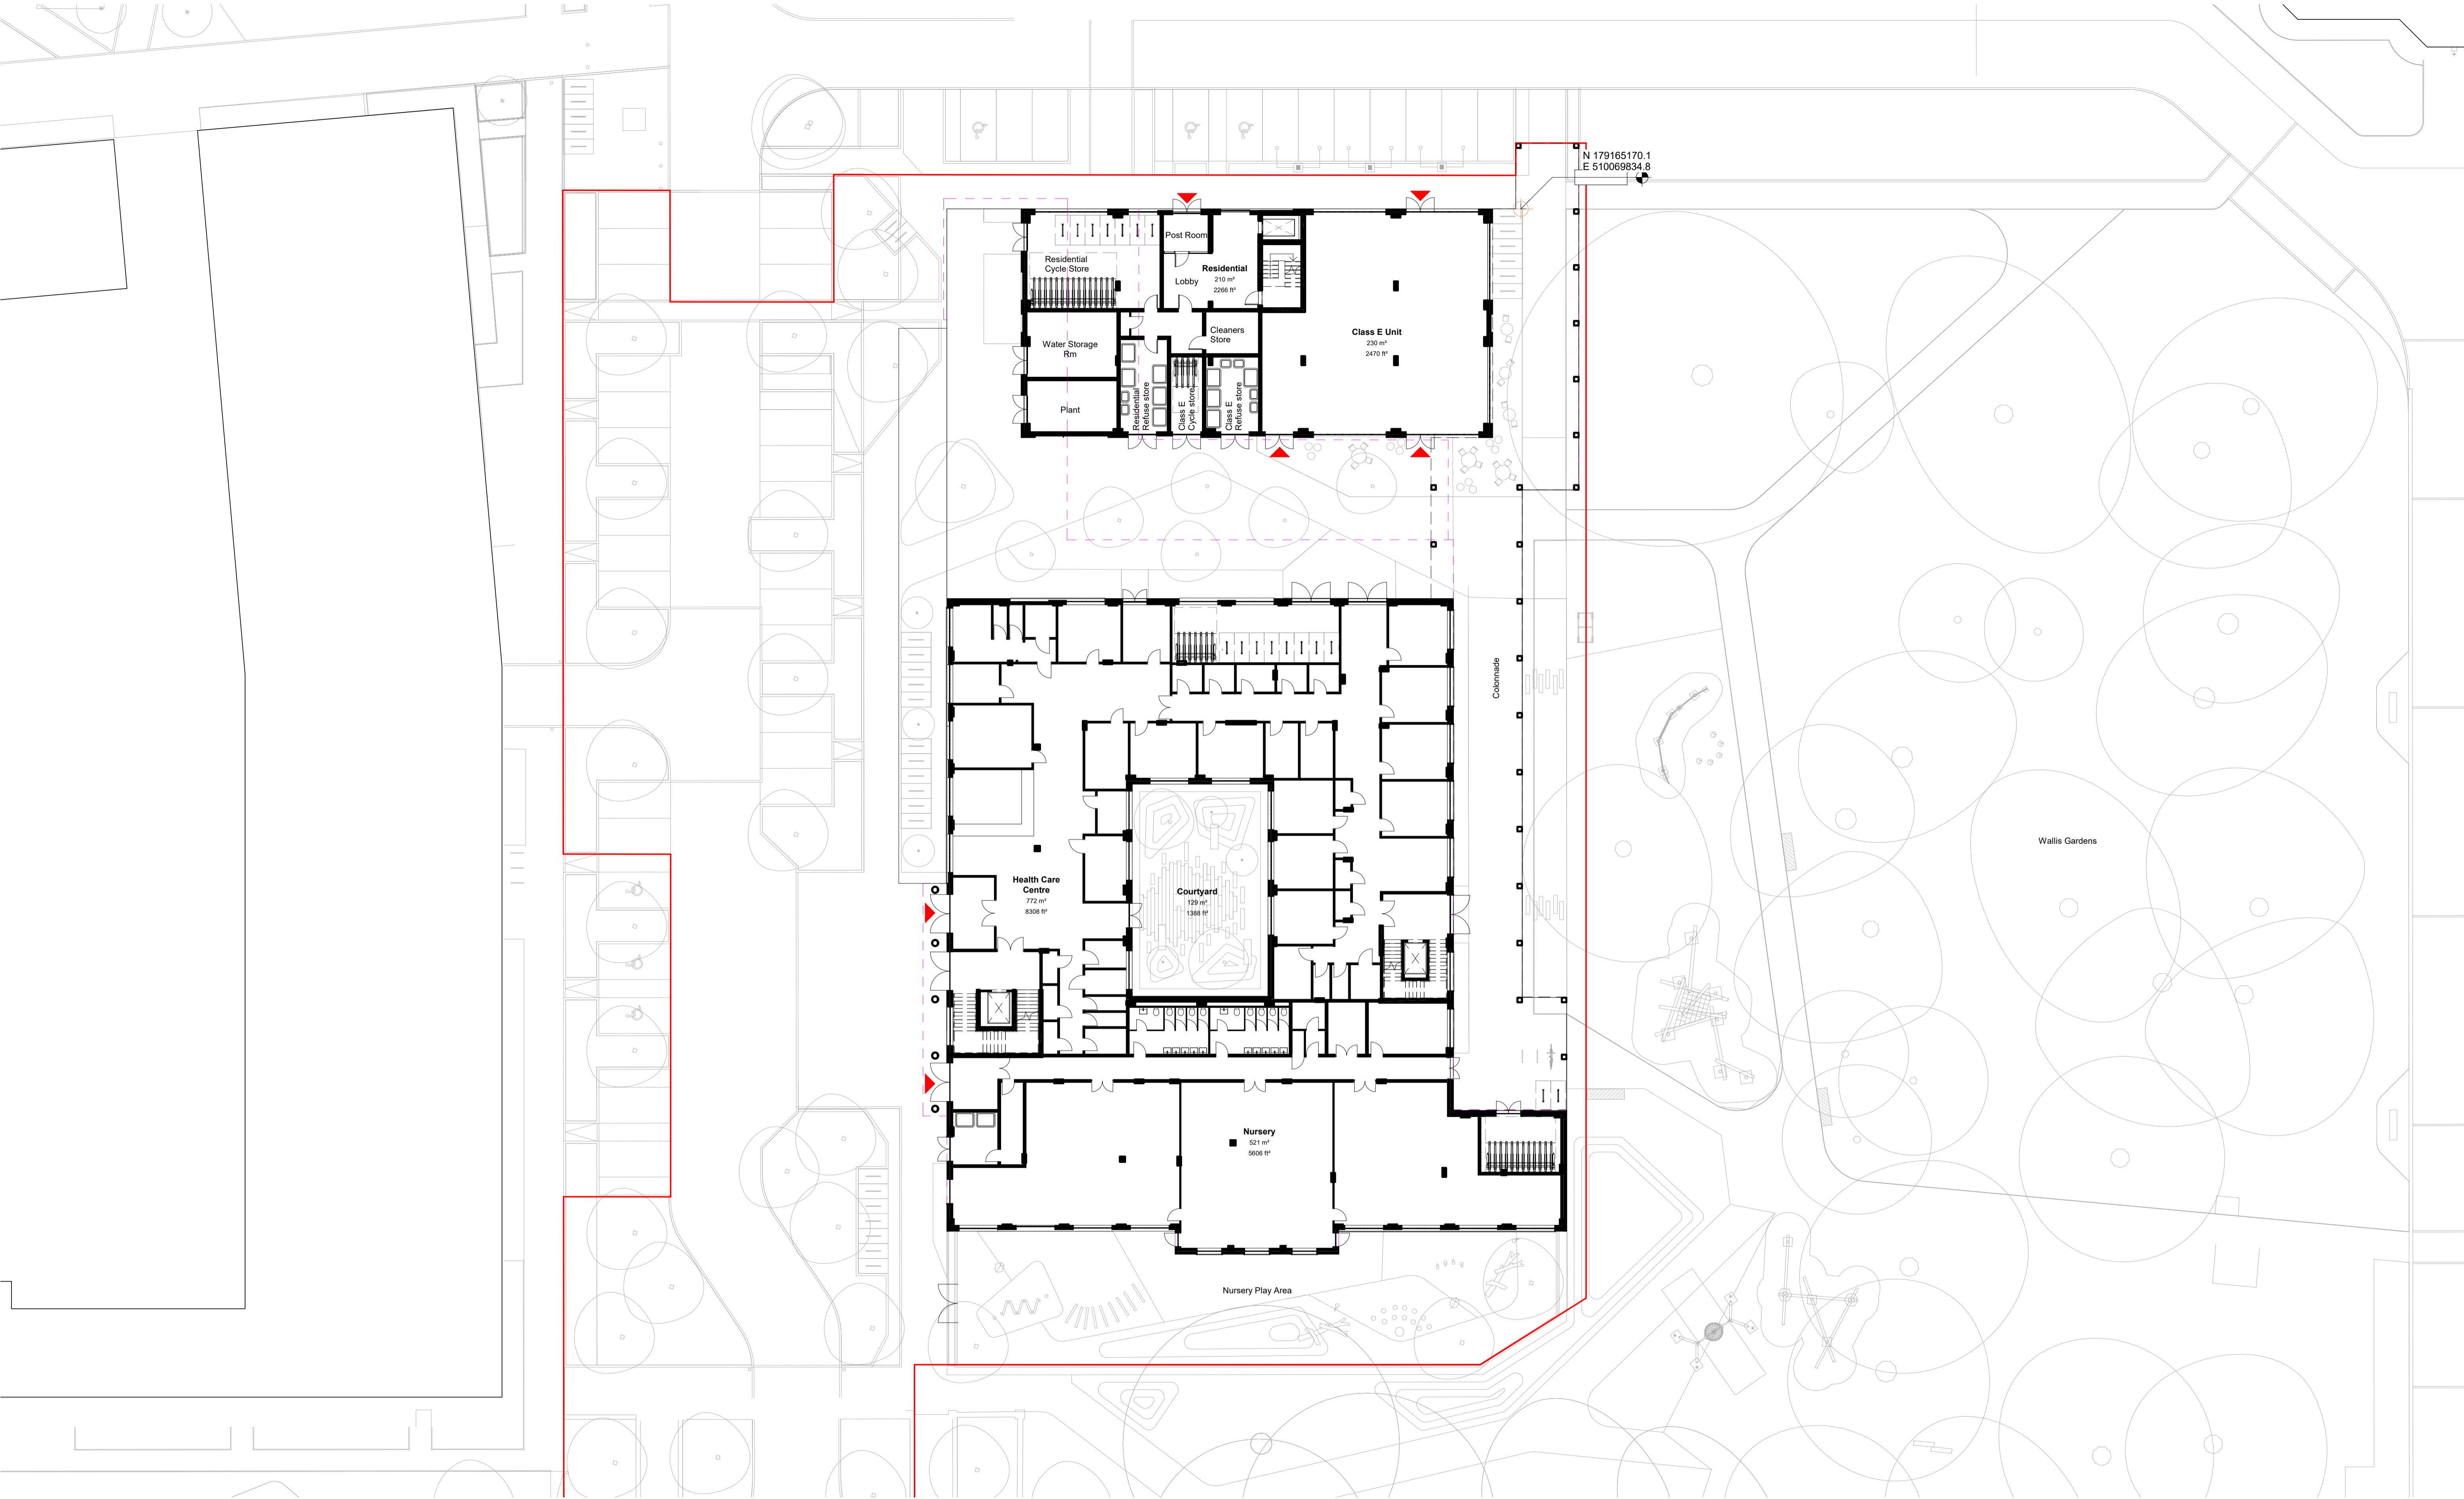 N 179165170.1
E 510069834.8
Post Room
Residential
Cycle Store
Lobby
Residential
210 m²
2266 ft²
Water Storage
Rm
Cleaners
Store
Class E Unit
230 m²
2470 ft²
Plant
Residential
Refuse store
Class E
Cycle store
Class E
Refuse store
Colonnade
Wallis Gardens
Health Care
Centre
772 m²
8308 ft²
Courtyard
129 m²
1388 ft²
Nursery
521 m²
5606 ft²
Nursery Play Area